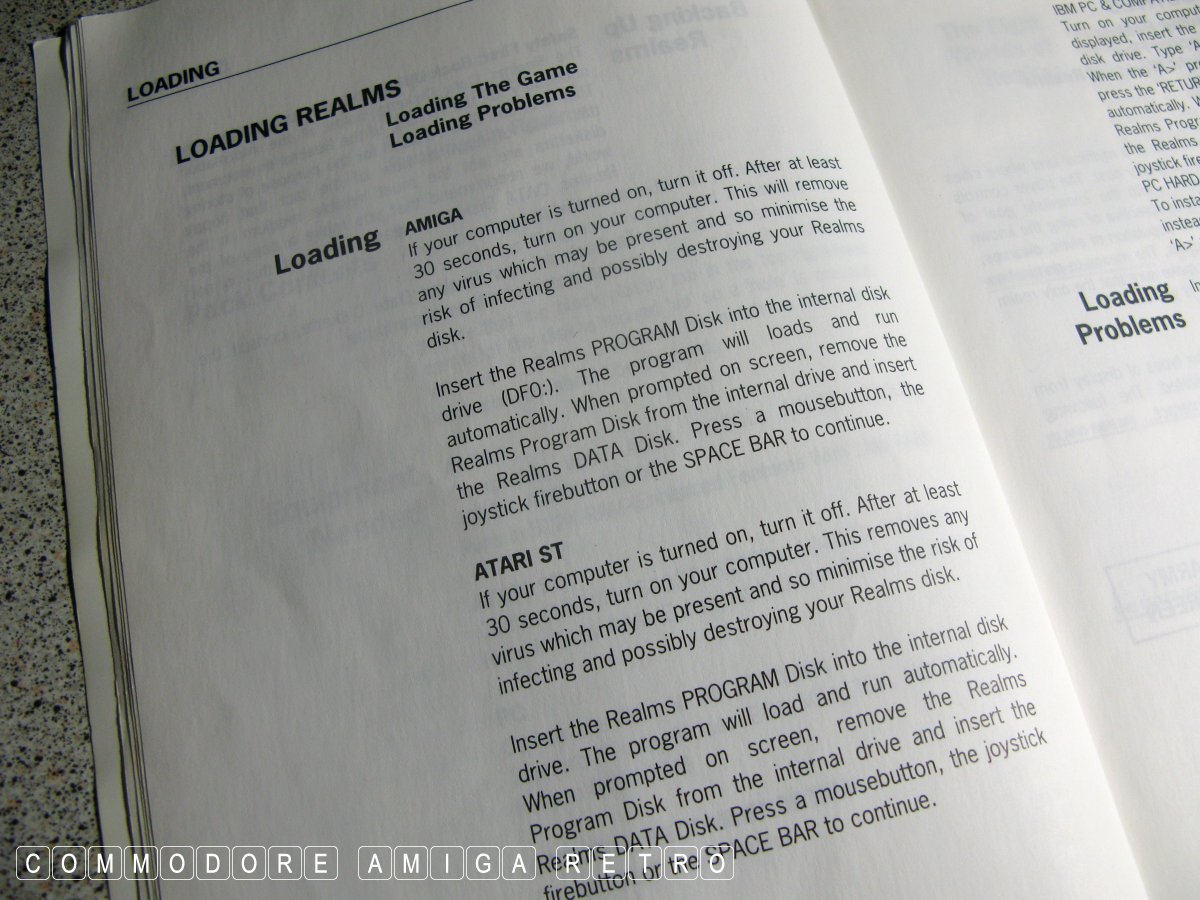 LOADING
LOADING REALMS
Loading The Game
Loading Problems
Loading
AMIGA
If your computer is turned on, turn it off. After at least
30 seconds, turn on your computer. This will remove
any virus which may be present and so minimise the
risk of infecting and possibly destroying your Realms
disk.
Insert the Realms PROGRAM Disk into the internal disk
drive (DFO:). The program will loads and run
automatically. When prompted on screen, remove the
Realms Program Disk from the internal drive and insert
the Realms DATA Disk. Press a mousebutton, the
joystick firebutton or the SPACE BAR to continue.
ATARI ST
If your computer is turned on, turn it off. After at least
30 seconds, turn on your computer. This removes any
virus which may be present and so minimise the risk of
infecting and possibly destroying your Realms disk.
Insert the Realms PROGRAM Disk into the internal disk
drive. The program will load and run automatically.
When prompted on screen, remove the Realms
Program Disk from the internal drive and insert the
Realms DATA Disk. Press a mousebutton, the joystick
firebutton or the SPACE BAR to continue.
IBM PC &
Turn on your
displayed, insert the
disk drive. Type
When the 'A>'
press the
automatically.
Realms
the Realms
joystick
PC HARD
To
instead
'A>'
Loading
Problems
COMMODORE AMIGA RETRO